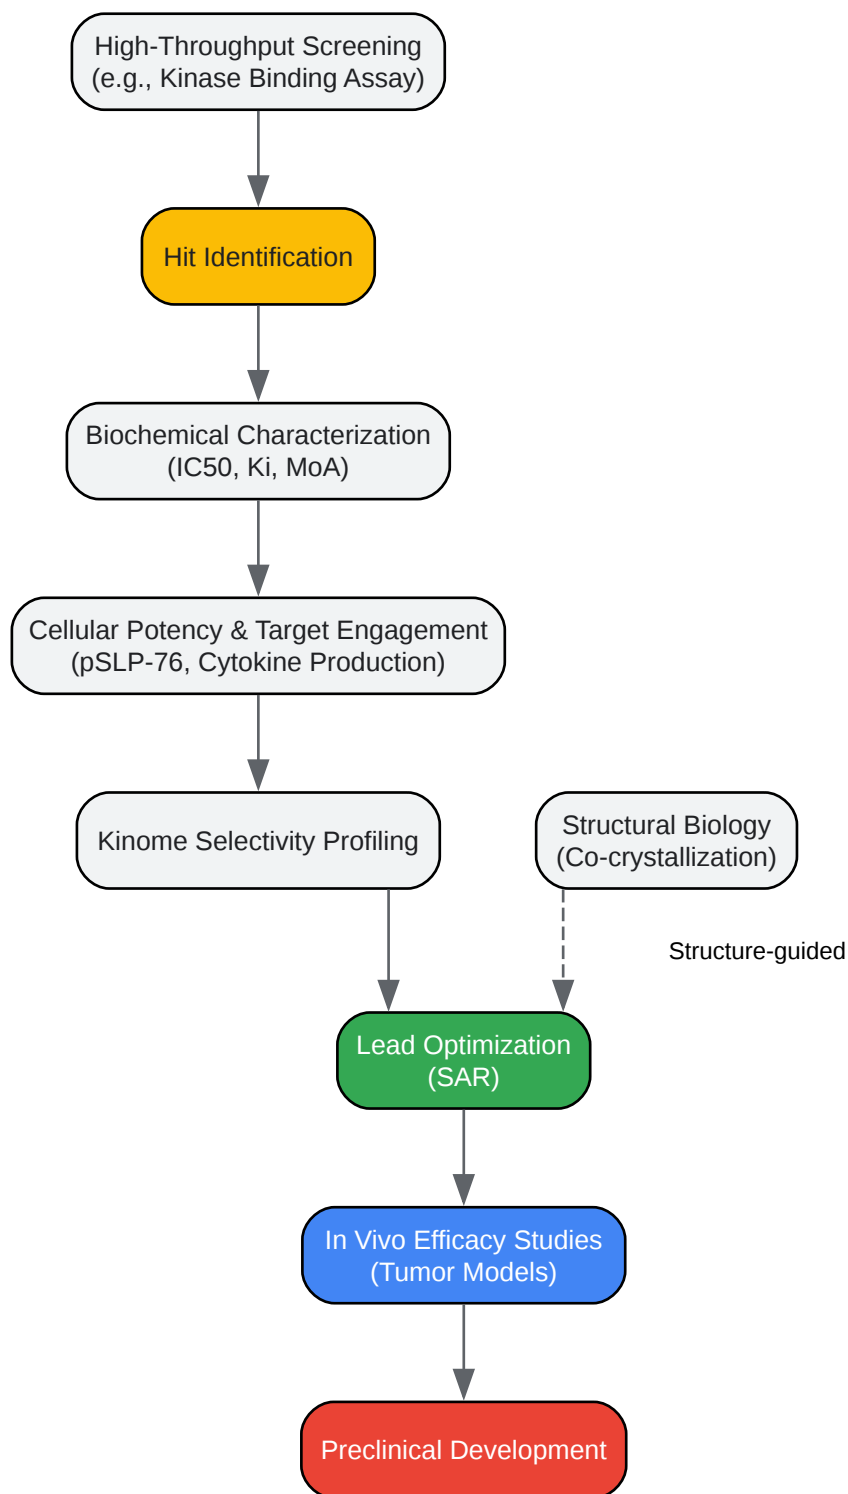 High-Throughput Screening
(e.g., Kinase Binding Assay)
Hit Identification
Biochemical Characterization
(IC50, Ki, MoA)
Cellular Potency & Target Engagement
(pSLP-76, Cytokine Production)
Kinome Selectivity Profiling
Structural Biology
(Co-crystallization)
Structure-guided
Lead Optimization
(SAR)
In Vivo Efficacy Studies
(Tumor Models)
Preclinical Development